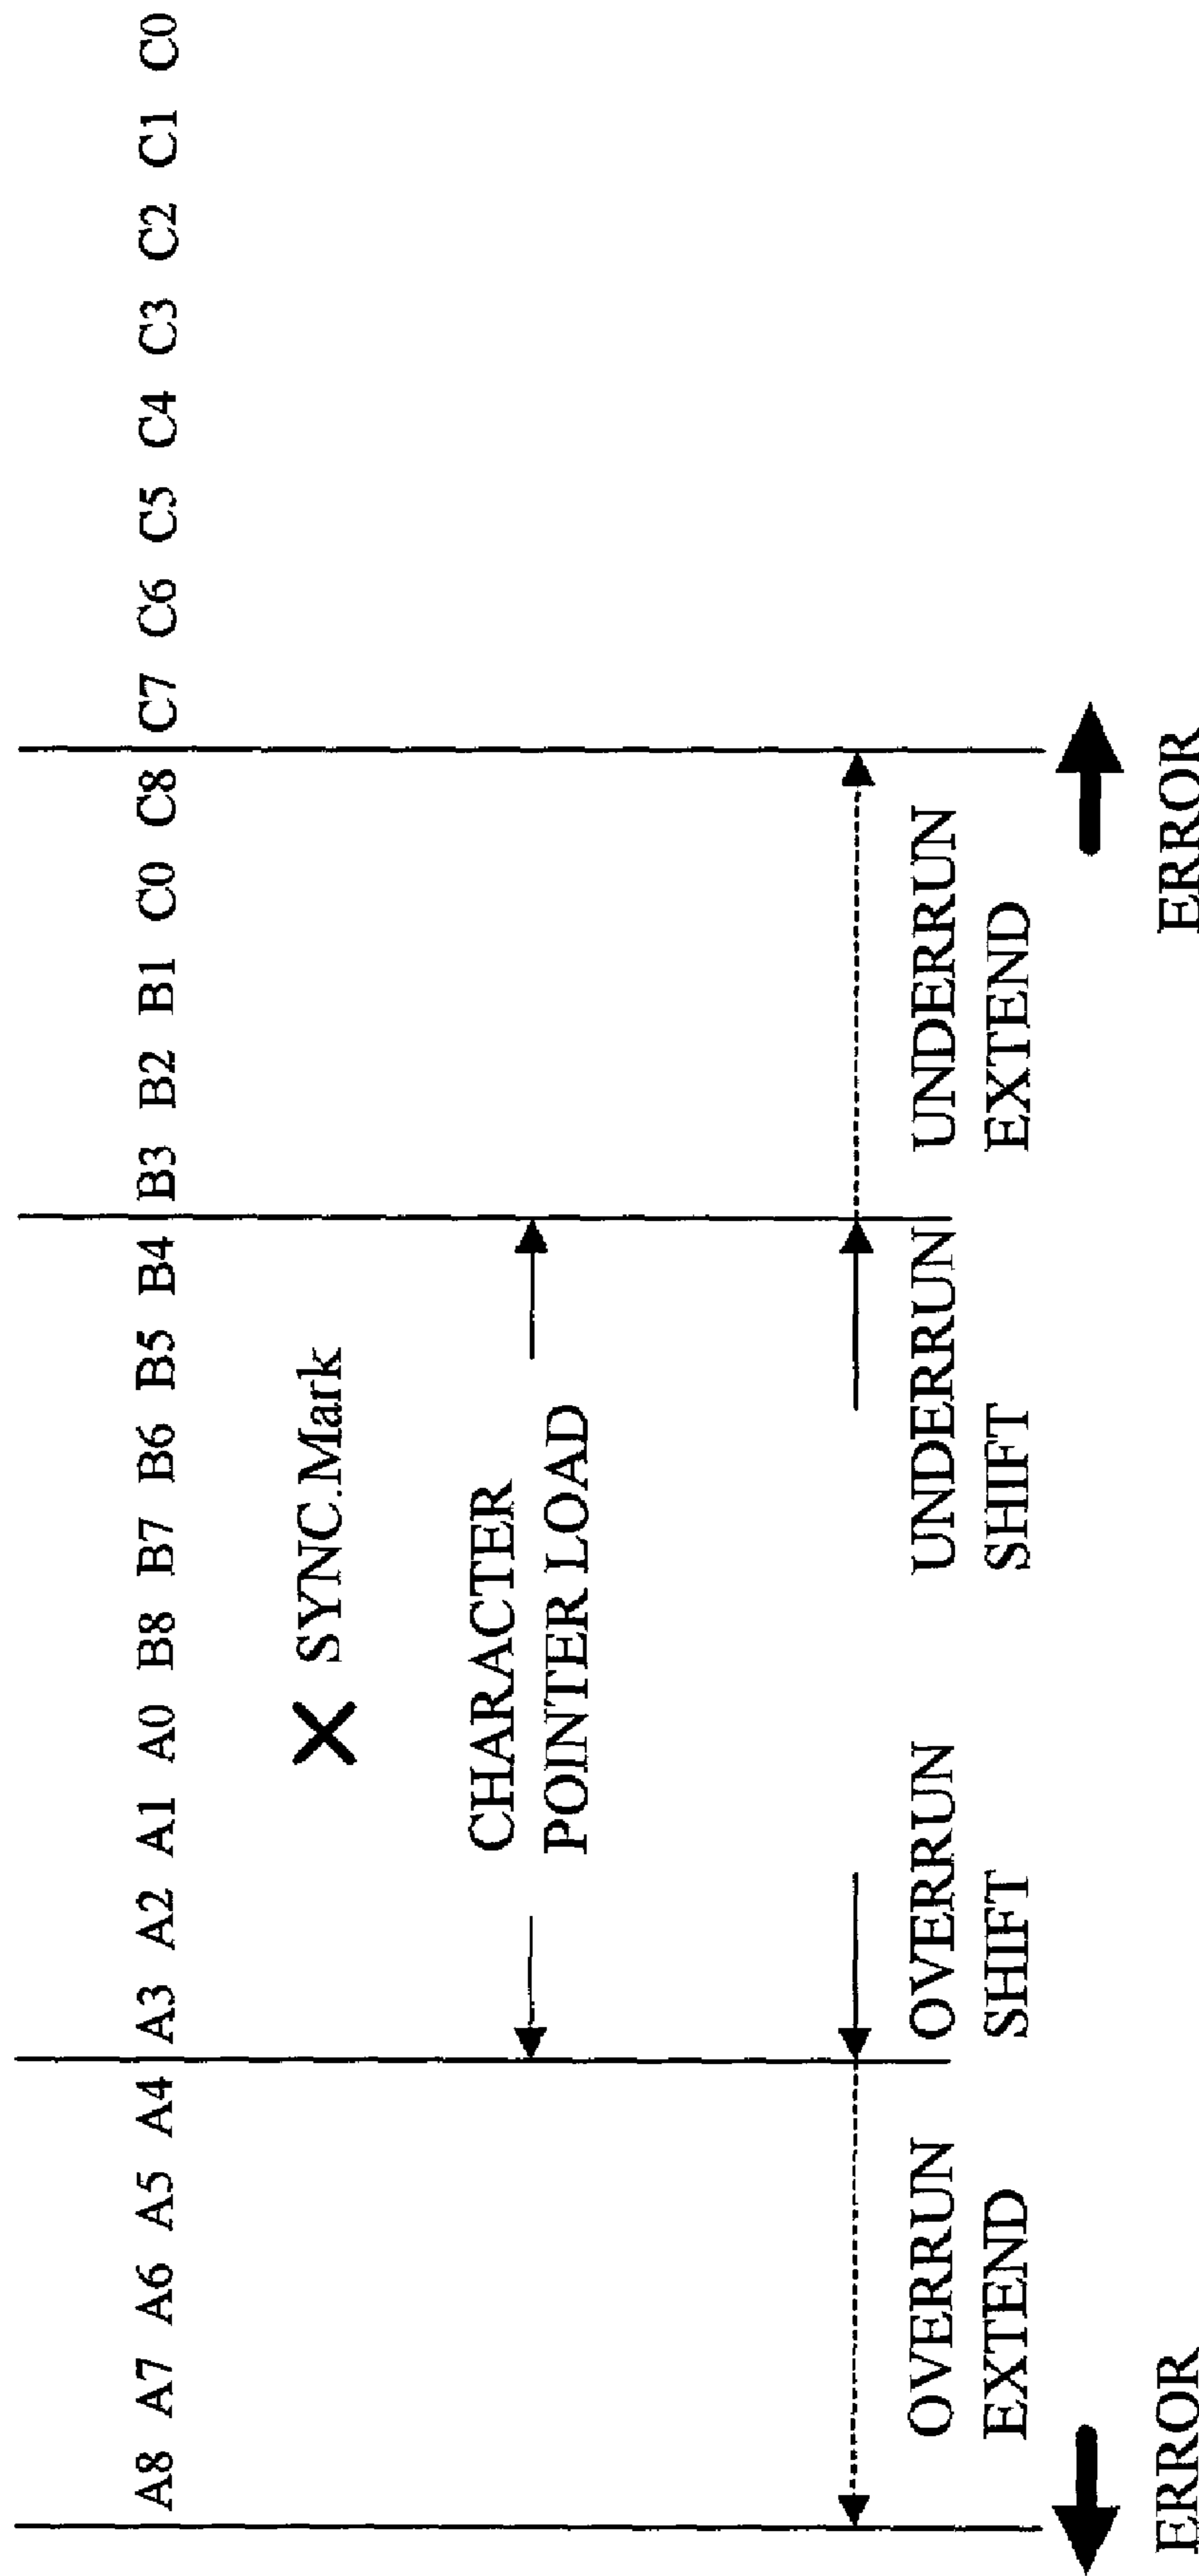 A8 A7 A6 A5 A4 A3 A2 A1 A0 B8 B7 B6 B5 B4 B3 B2 B1 C0 C8 C7 C6 C5 C4 C3 C2 C1 C0
SYNC.Mark
CHARACTER
POINTER LOAD
OVERRUN
EXTEND
OVERRUN
SHIFT
UNDERRUN
SHIFT
UNDERRUN
EXTEND
ERROR
ERROR